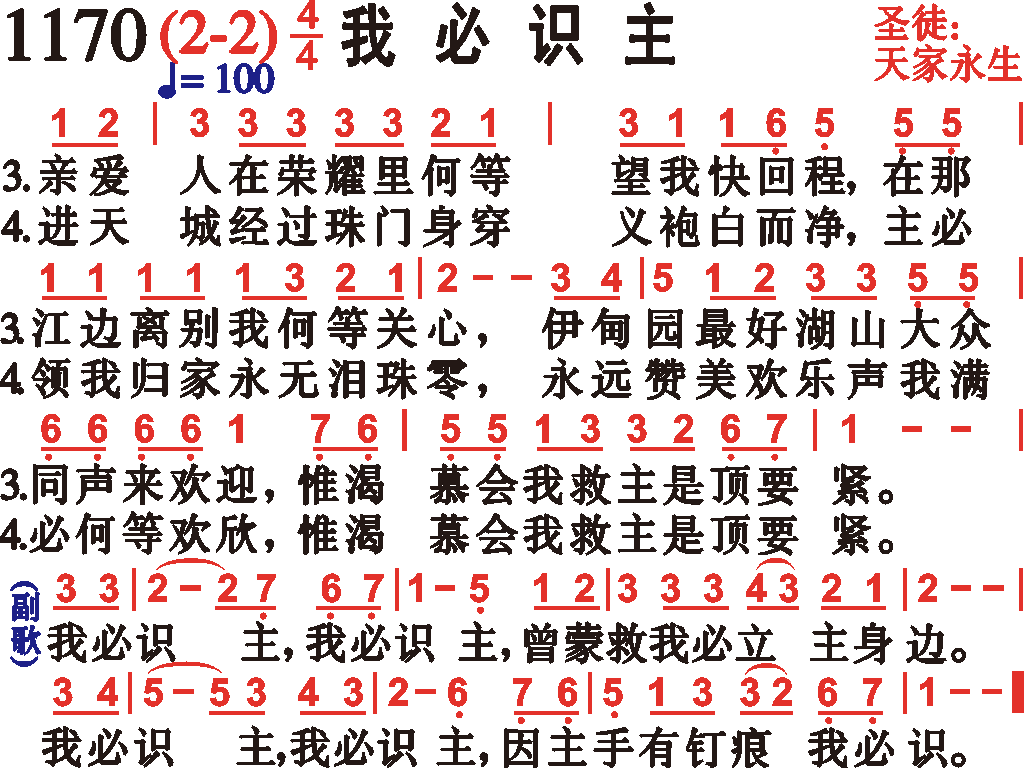 1170 (2-2) 4/4 我必识主 圣徒:
♩= 100 天家永生
1 2 | 3 3 3 3 3 2 1 | 3 1 1 6 5 5 5 |
3.亲爱 人在荣耀里何等 望我快回程, 在那
4.进天 城经过珠门身穿 义袍白而净, 主必
1 1 1 1 1 3 2 1 | 2 - - 3 4 | 5 1 2 3 3 5 5 |
3.江边离别我何等关心, 伊甸园最好湖山大众
4.领我归家永无泪珠零, 永远赞美欢乐声我满
6 6 6 6 1 7 6 | 5 5 1 3 3 2 6 7 | 1 - - |
3.同声来欢迎, 惟渴 慕会我救主是顶要 紧。
4.必何等欢欣, 惟渴 慕会我救主是顶要 紧。
(副歌) 3 3 | 2 - 2 7 6 7 | 1 - 5 1 2 | 3 3 3 4 3 2 1 | 2 - - |
我必识 主, 我必识 主, 曾蒙救我必立 主身边。
3 4 | 5 - 5 3 4 3 | 2 - 6 7 6 | 5 1 3 3 2 6 7 | 1 - -
我必识 主, 我必识 主, 因主手有钉痕 我必识。